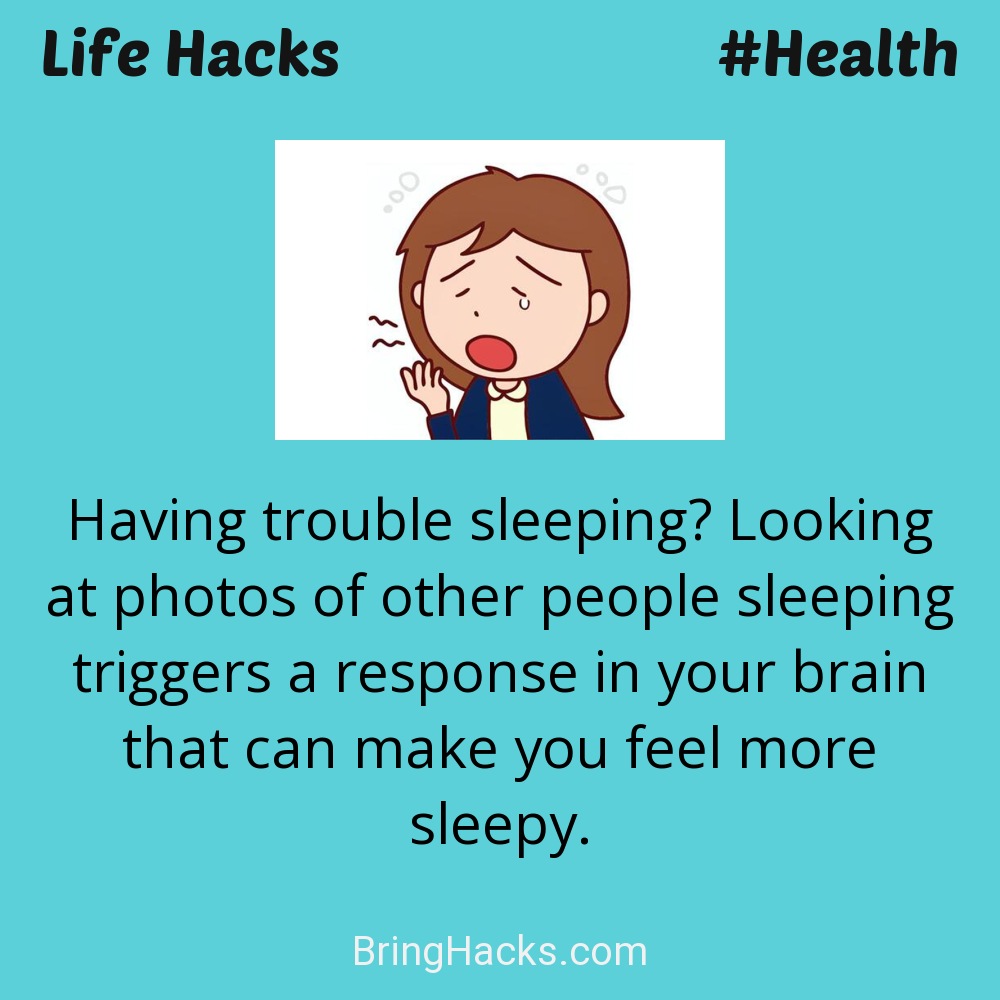 Life Hacks
#Health
Having trouble sleeping? Looking
at photos of other people sleeping
triggers a response in your brain
that can make you feel more
sleepy.
BringHacks.com